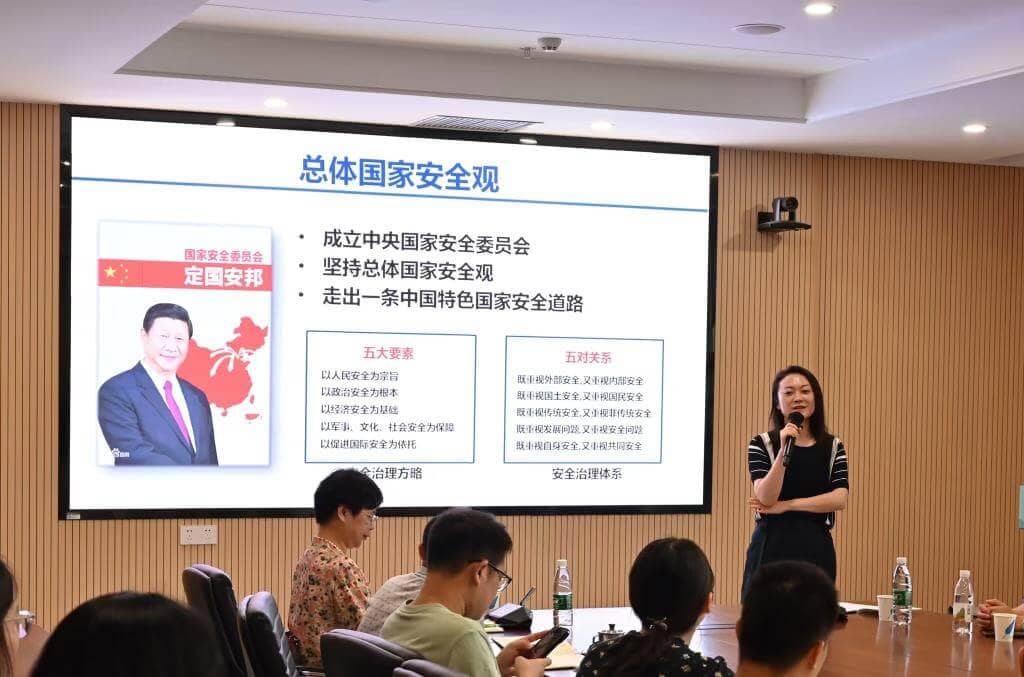 总体国家安全观
国家安全委员会
定国安邦
• 成立中央国家安全委员会
• 坚持总体国家安全观
• 走出一条中国特色国家安全道路
五大要素
以人民安全为宗旨
以政治安全为根本
以经济安全为基础
以军事、文化、社会安全为保障
以促进国际安全为依托
全治理方略
五对关系
既重视外部安全,又重视内部安全
既重视国土安全,又重视国民安全
既重视传统安全,又重视非传统安全
既重视发展问题,又重视安全问题
既重视自身安全,又重视共同安全
安全治理体系